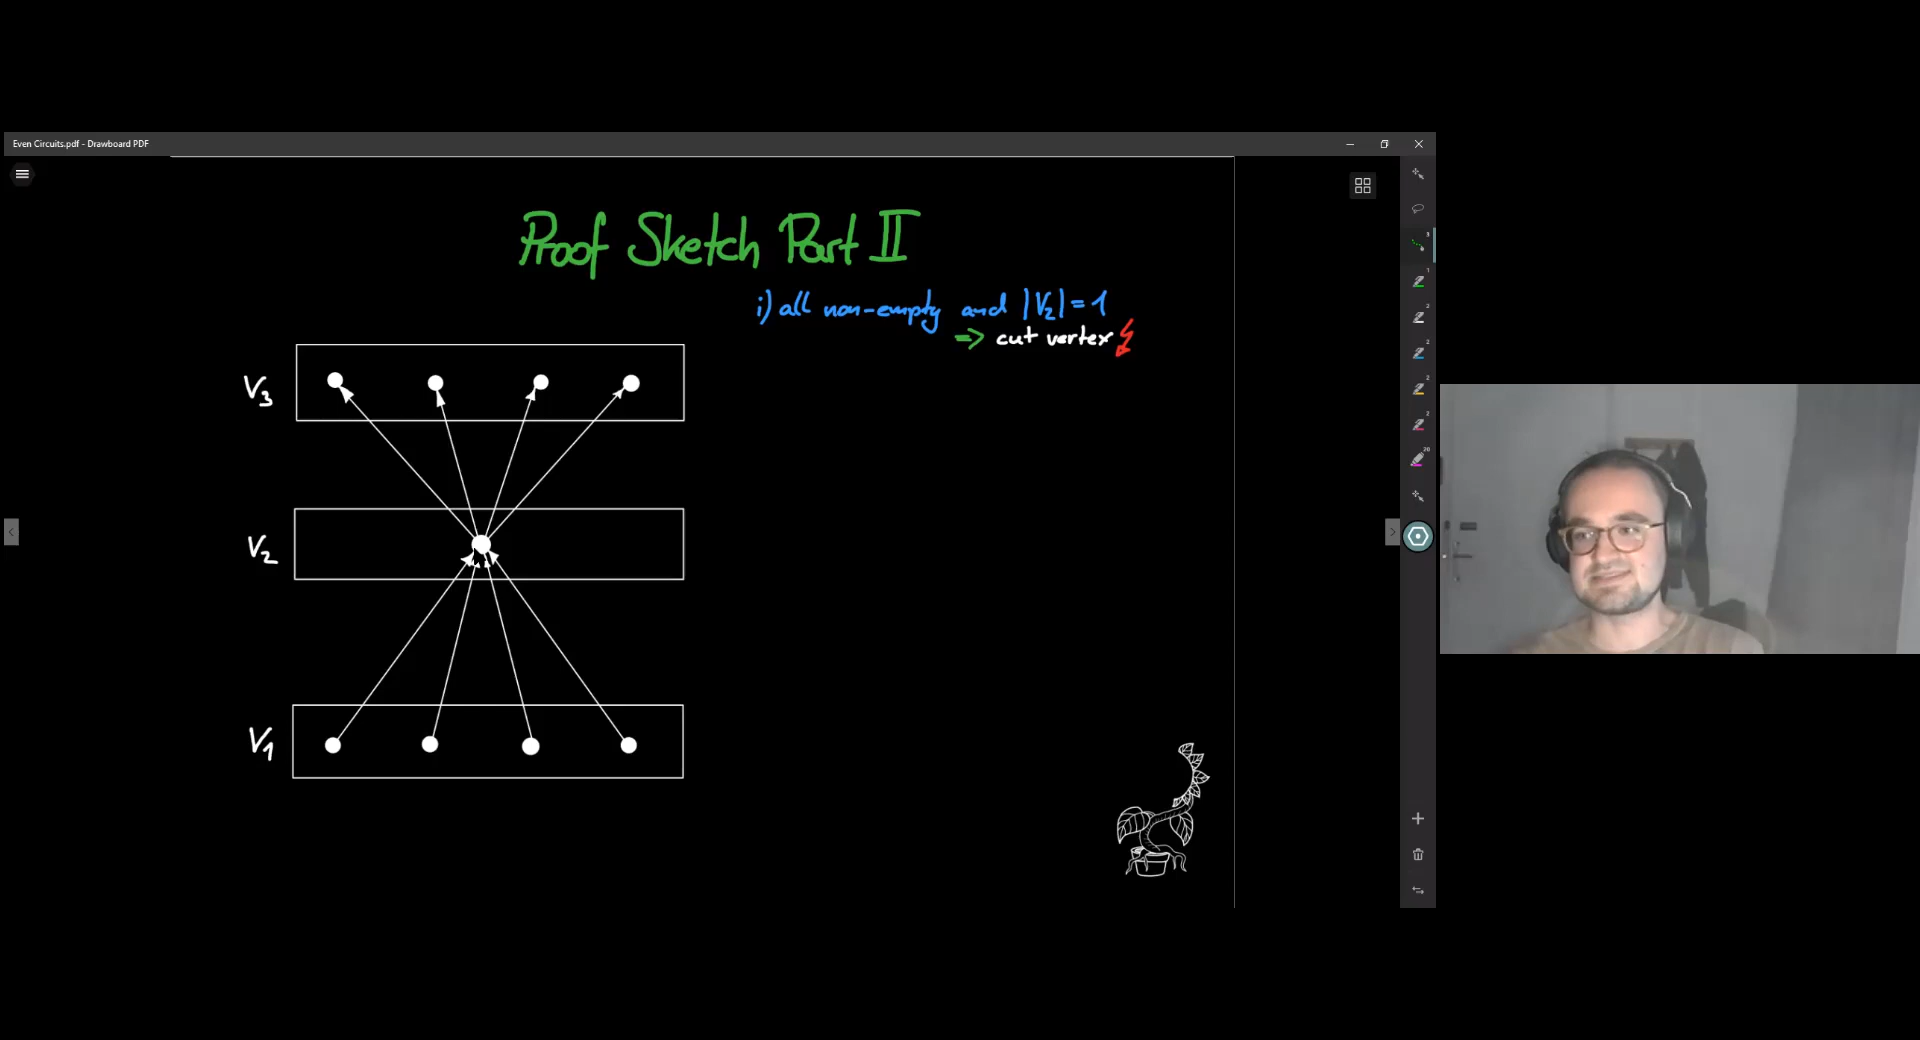 Even Circuits.pdf - Drawboard PDF
Proof Sketch Part II
i) all non-empty and |V₂| = 1
=> cut vertex
V₃
V₂
V₁